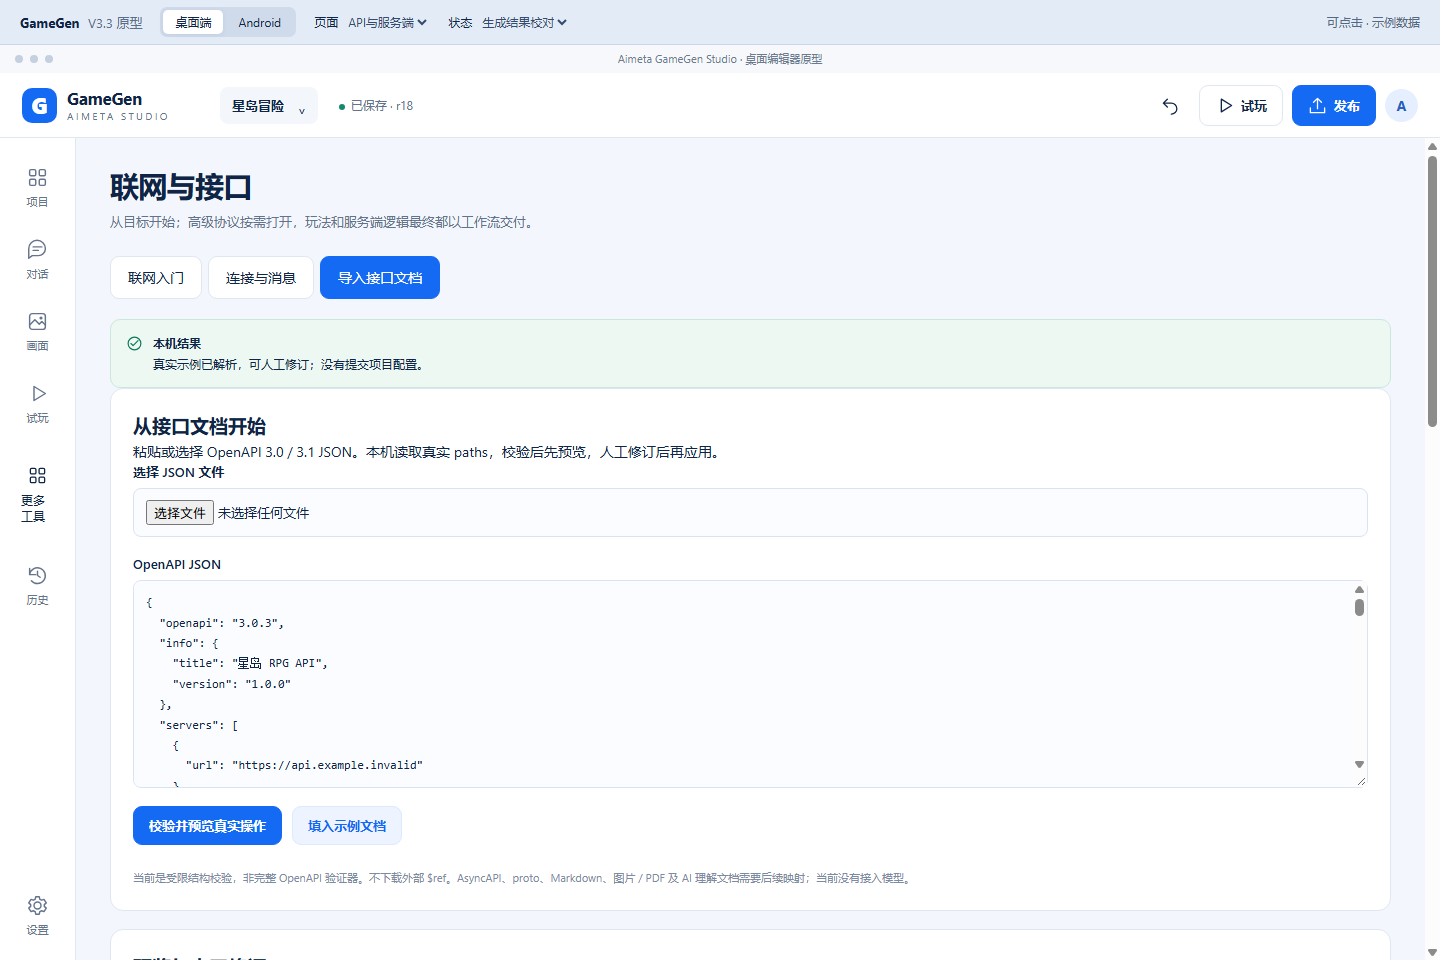 GameGen V3.3 原型 桌面端 Android 页面 API与服务端 状态 生成结果校对 可点击 · 示例数据
Aimeta GameGen Studio · 桌面编辑器原型
G GameGen
AIMETA STUDIO
星岛冒险 已保存 · r18 试玩 发布 A
项目
对话
画面
试玩
更多
工具
历史
设置
联网与接口
从目标开始；高级协议按需打开，玩法和服务端逻辑最终都以工作流交付。
联网入门 连接与消息 导入接口文档
本机结果
真实示例已解析，可人工修订；没有提交项目配置。
从接口文档开始
粘贴或选择 OpenAPI 3.0 / 3.1 JSON。本机读取真实 paths，校验后先预览，人工修订后再应用。
选择 JSON 文件
选择文件 未选择任何文件
OpenAPI JSON
{
"openapi": "3.0.3",
"info": {
"title": "星岛 RPG API",
"version": "1.0.0"
},
"servers": [
{
"url": "https://api.example.invalid"
}
校验并预览真实操作 填入示例文档
当前是受限结构校验，非完整 OpenAPI 验证器。不下载外部 $ref。AsyncAPI、proto、Markdown、图片 / PDF 及 AI 理解文档需要后续映射；当前没有接入模型。